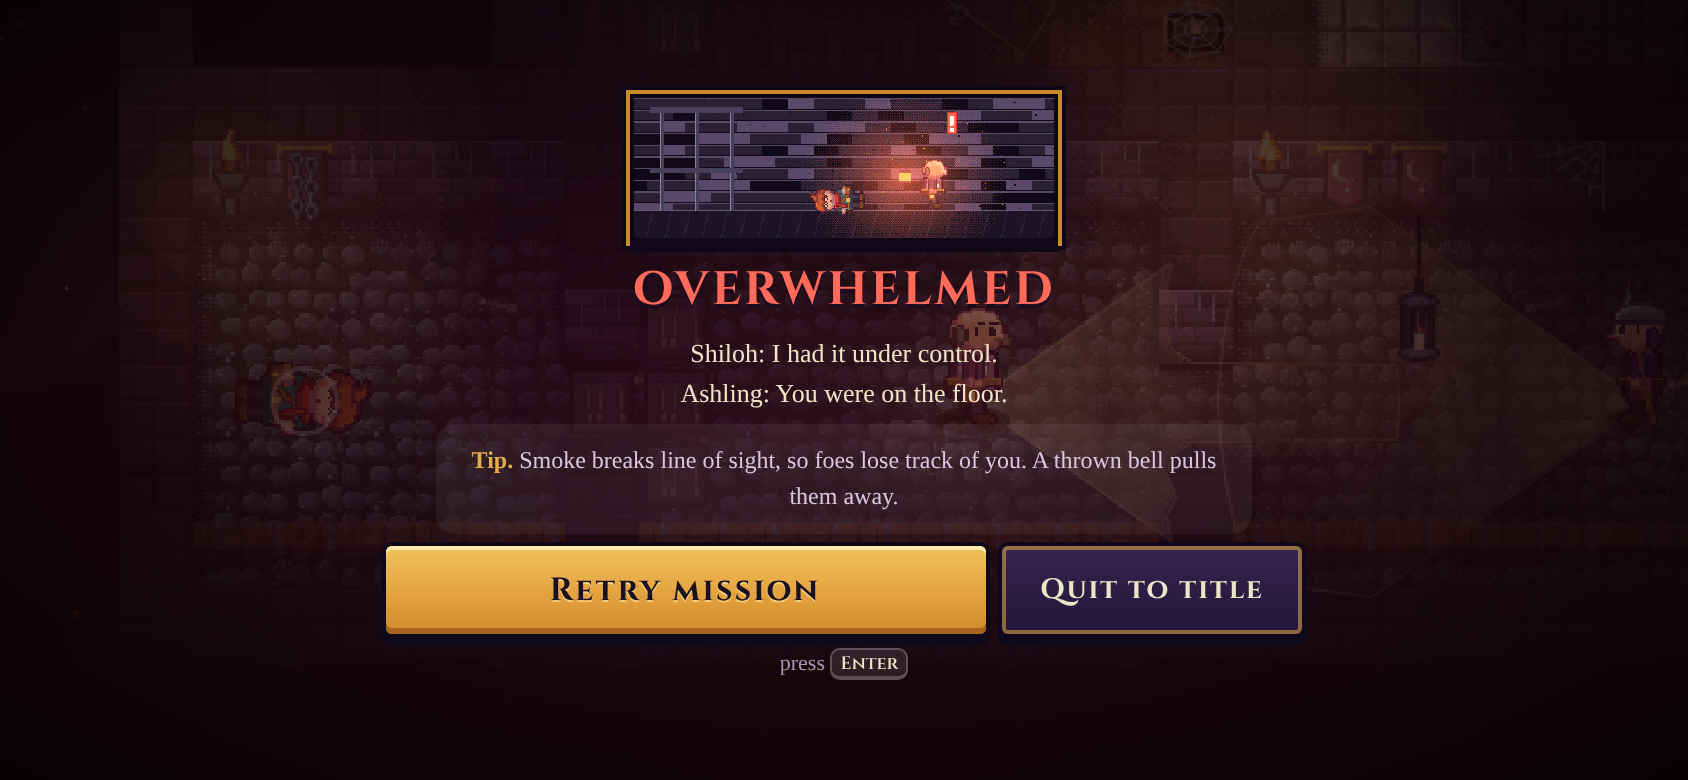 OVERWHELMED
Shiloh: I had it under control.
Ashling: You were on the floor.
Tip. Smoke breaks line of sight, so foes lose track of you. A thrown bell pulls
them away.
Retry mission
Quit to title
press Enter